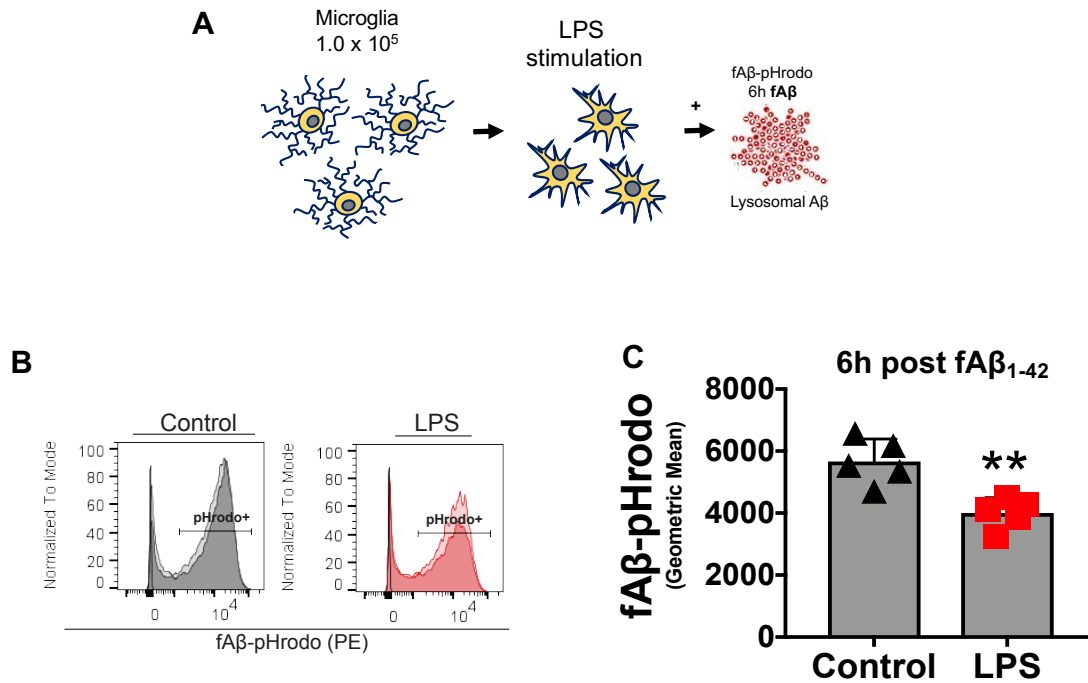 A
Microglia
1.0 x 10⁵
LPS
stimulation
+
fAβ-pHrodo
6h fAβ
Lysosomal Aβ
B
Control
Normalized To Mode
100
80
60
40
20
0
pHrodo+
0
10⁴
LPS
Normalized To Mode
100
80
60
40
20
0
pHrodo+
0
10⁴
fAβ-pHrodo (PE)
C
6h post fAβ₁₋₄₂
fAβ-pHrodo
(Geometric Mean)
8000
6000
4000
2000
0
**
Control
LPS